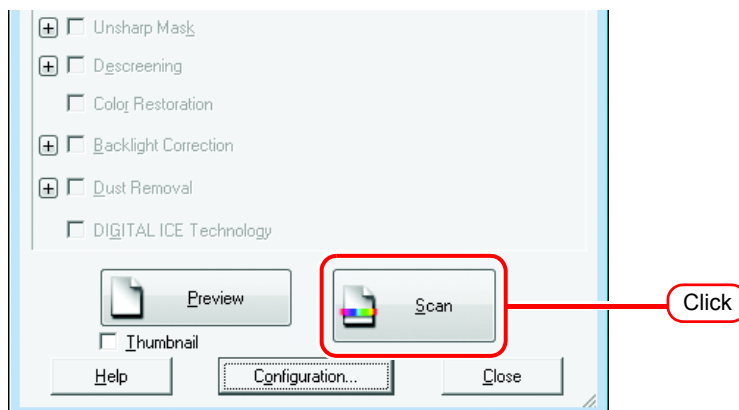 Unsharp Mask
Descreening
Color Restoration
Backlight Correction
Dust Removal
DIGITAL ICE Technology
Preview
Scan
Click
Thumbnail
Help
Configuration...
Close